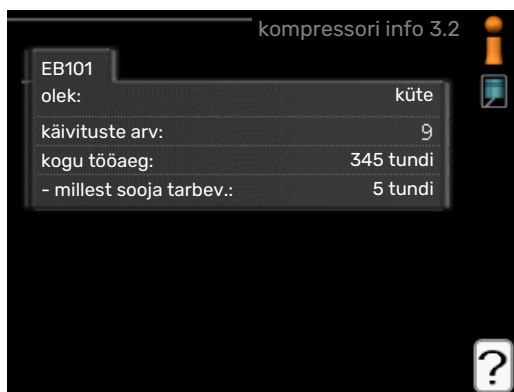 kompressori info 3.2
EB101
olek: küte
käivituste arv: 9
kogu tööaeg: 345 tundi
- millest sooja tarbev.: 5 tundi
?